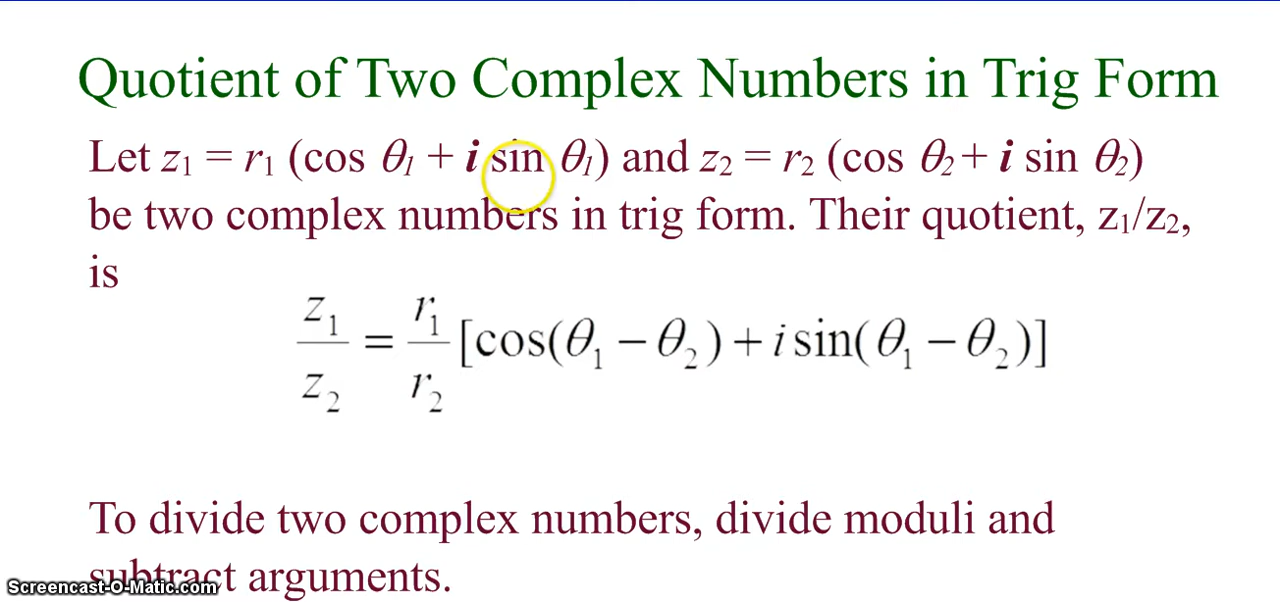 Quotient of Two Complex Numbers in Trig Form
Let z₁ = r₁ (cos θ₁ + i sin θ₁) and z₂ = r₂ (cos θ₂ + i sin θ₂)
be two complex numbers in trig form. Their quotient, z₁/z₂,
is
z₁/z₂ = r₁/r₂ [cos(θ₁ − θ₂) + i sin(θ₁ − θ₂)]
To divide two complex numbers, divide moduli and
subtract arguments.
Screencast-O-Matic.com